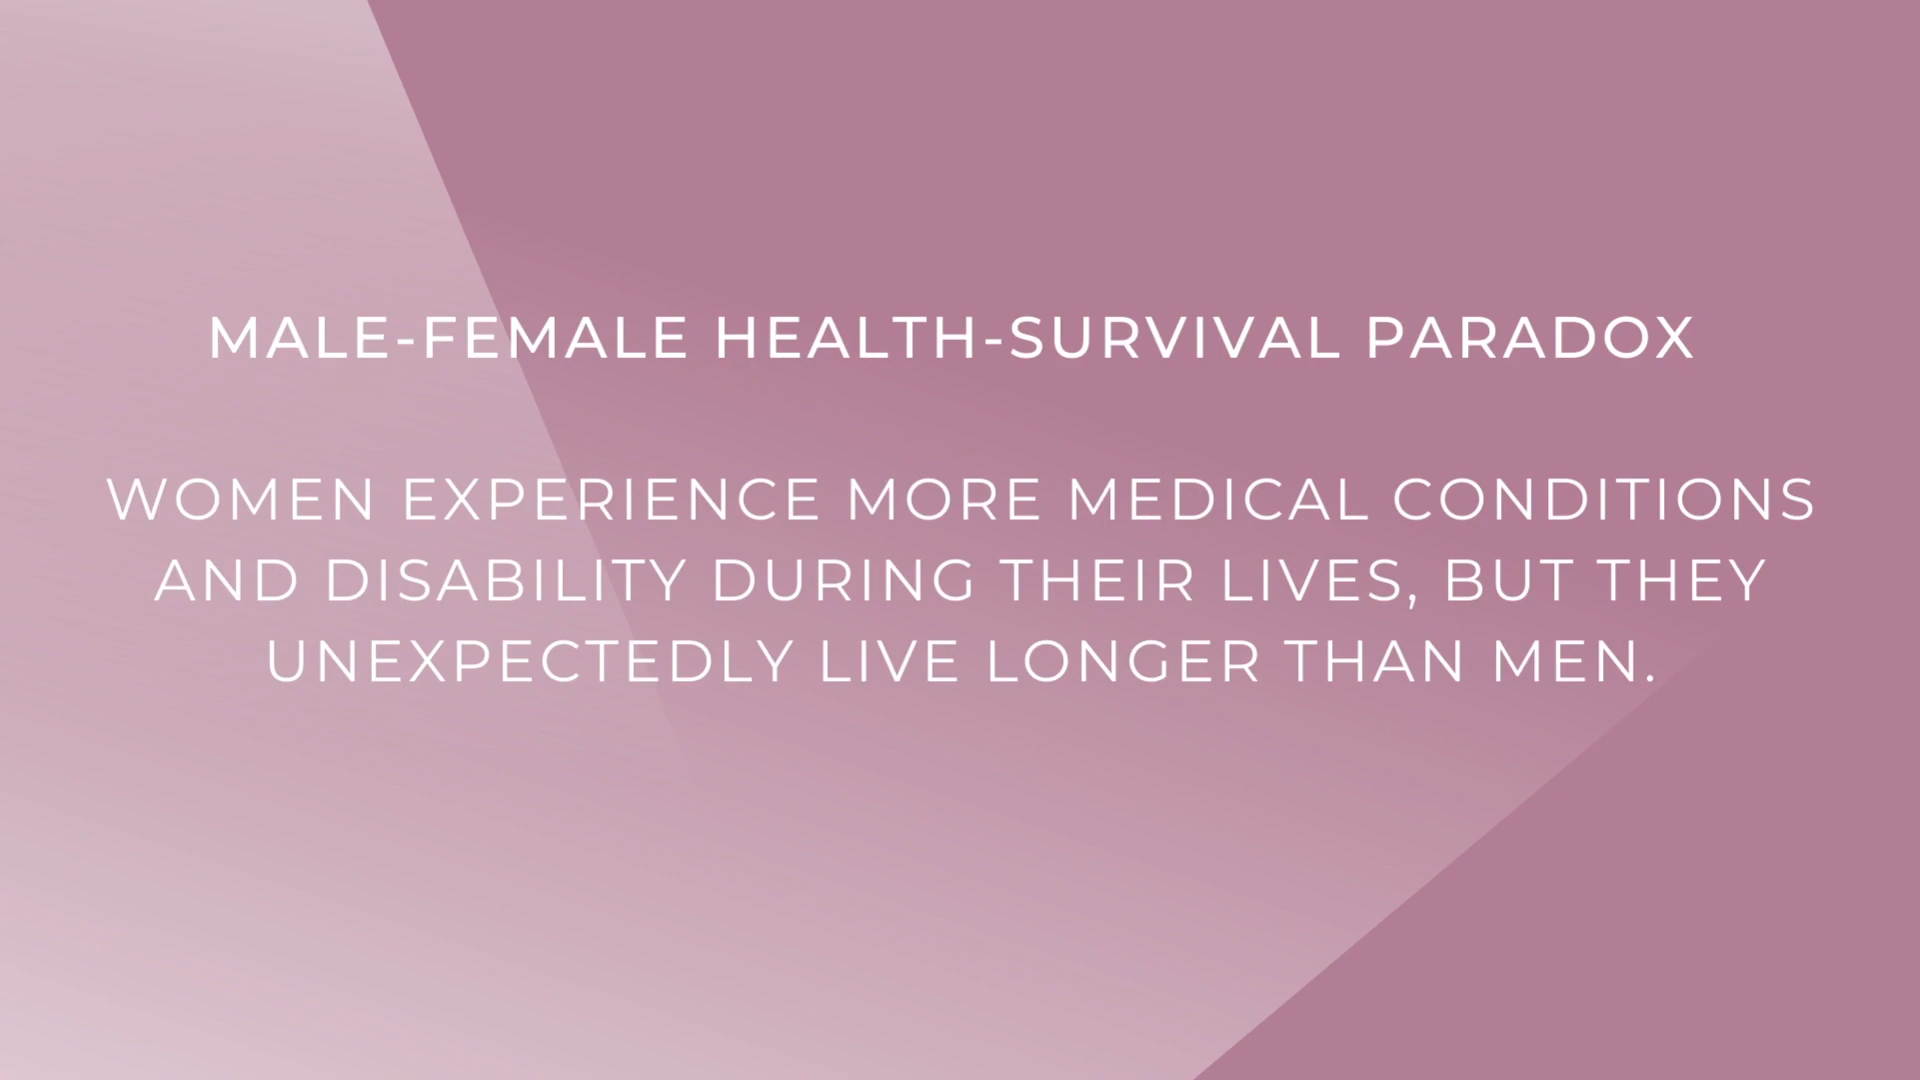 MALE-FEMALE HEALTH-SURVIVAL PARADOX
WOMEN EXPERIENCE MORE MEDICAL CONDITIONS
AND DISABILITY DURING THEIR LIVES, BUT THEY
UNEXPECTEDLY LIVE LONGER THAN MEN.